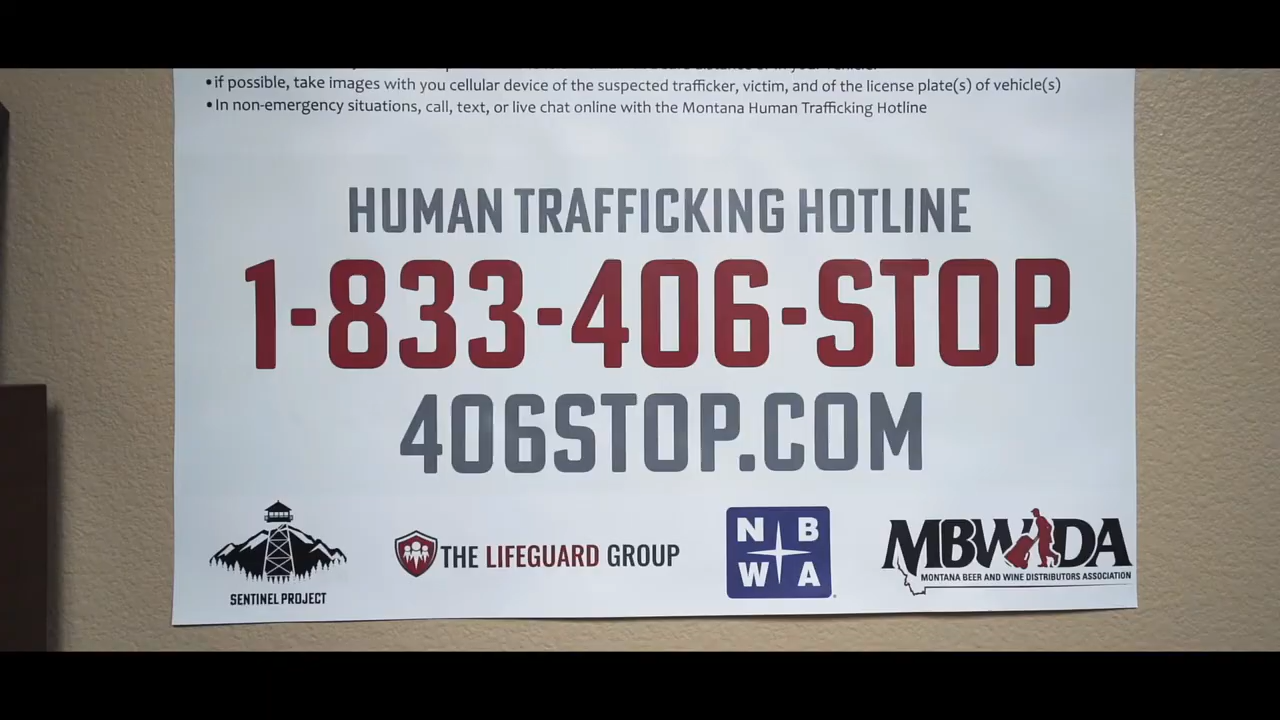 • if possible, take images with you cellular device of the suspected trafficker, victim, and of the license plate(s) of vehicle(s)
• In non-emergency situations, call, text, or live chat online with the Montana Human Trafficking Hotline
HUMAN TRAFFICKING HOTLINE
1-833-406-STOP
406STOP.COM
SENTINEL PROJECT
THE LIFEGUARD GROUP
N B
W A
MBWDA
MONTANA BEER AND WINE DISTRIBUTORS ASSOCIATION